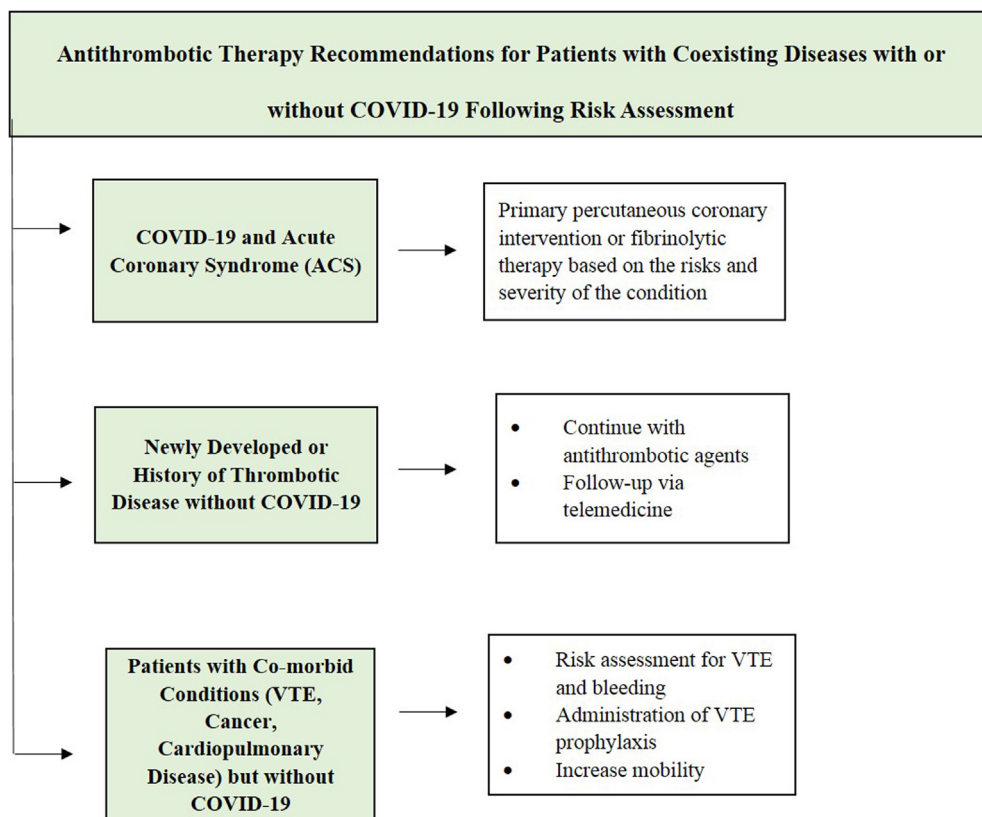 Antithrombotic Therapy Recommendations for Patients with Coexisting Diseases with or
without COVID-19 Following Risk Assessment
COVID-19 and Acute
Coronary Syndrome (ACS)
Primary percutaneous coronary
intervention or fibrinolytic
therapy based on the risks and
severity of the condition
Newly Developed or
History of Thrombotic
Disease without COVID-19
• Continue with
antithrombotic agents
• Follow-up via
telemedicine
Patients with Co-morbid
Conditions (VTE,
Cancer,
Cardiopulmonary
Disease) but without
COVID-19
• Risk assessment for VTE
and bleeding
• Administration of VTE
prophylaxis
• Increase mobility